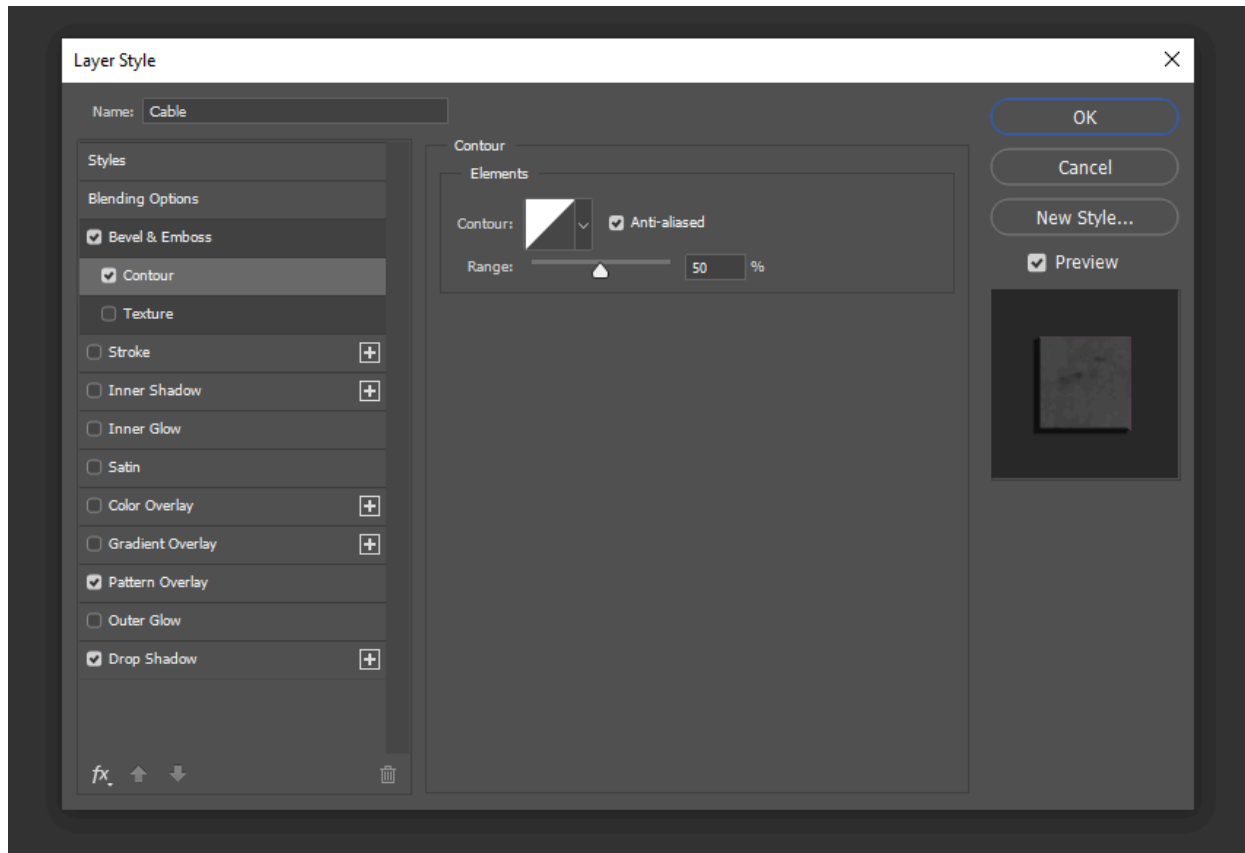 Layer Style
Name: Cable
Styles
Blending Options
Bevel & Emboss
Contour
Texture
Stroke
Inner Shadow
Inner Glow
Satin
Color Overlay
Gradient Overlay
Pattern Overlay
Outer Glow
Drop Shadow
fx
Contour
Elements
Contour:
Anti-aliased
Range: 50 %
OK
Cancel
New Style...
Preview